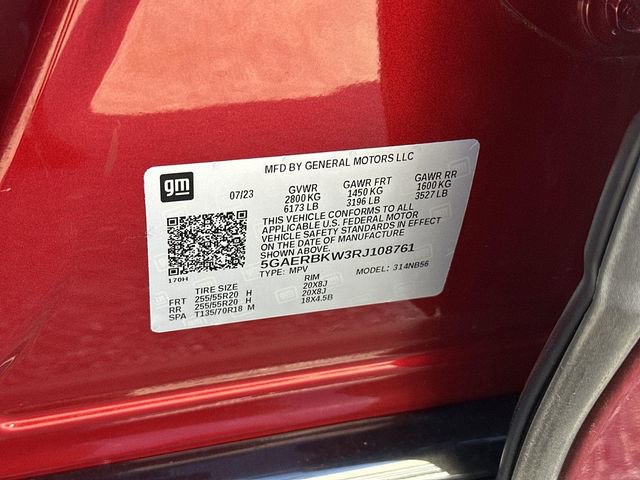 gm
MFD BY GENERAL MOTORS LLC
07/23 GVWR GAWR FRT GAWR RR
2800 KG 1450 KG 1600 KG
6173 LB 3196 LB 3527 LB
THIS VEHICLE CONFORMS TO ALL
APPLICABLE U.S. FEDERAL MOTOR
VEHICLE SAFETY STANDARDS IN EFFECT
ON THE DATE OF MANUFACTURE
5GAERBKW3RJ108761
170H TYPE: MPV MODEL: 314NB56
TIRE SIZE RIM
FRT 255/55R20 H 20X8J
RR 255/55R20 H 20X8J
SPA T135/70R18 M 18X4.5B